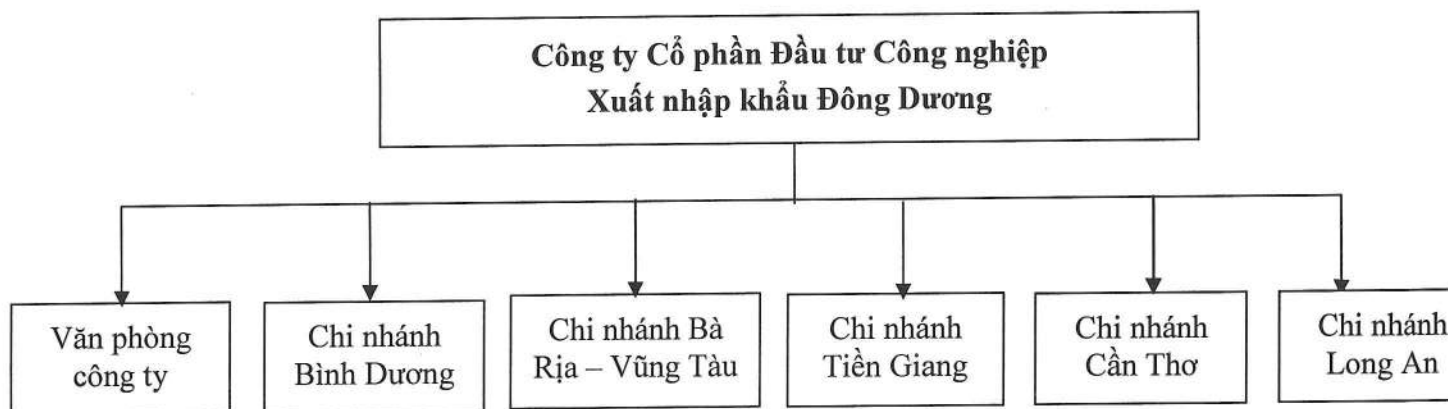 Công ty Cổ phần Đầu tư Công nghiệp
Xuất nhập khẩu Đông Dương
Văn phòng
công ty
Chi nhánh
Bình Dương
Chi nhánh Bà
Rịa – Vũng Tàu
Chi nhánh
Tiền Giang
Chi nhánh
Cần Thơ
Chi nhánh
Long An